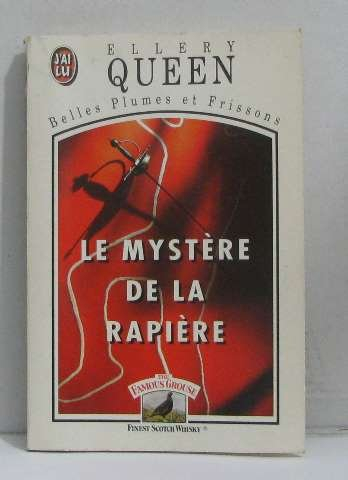 J'AI
LU
ELLERY
QUEEN
Belles Plumes et Frissons
LE MYSTÈRE
DE LA
RAPIÈRE
THE
FAMOUS GROUSE
FINEST SCOTCH WHISKY ®